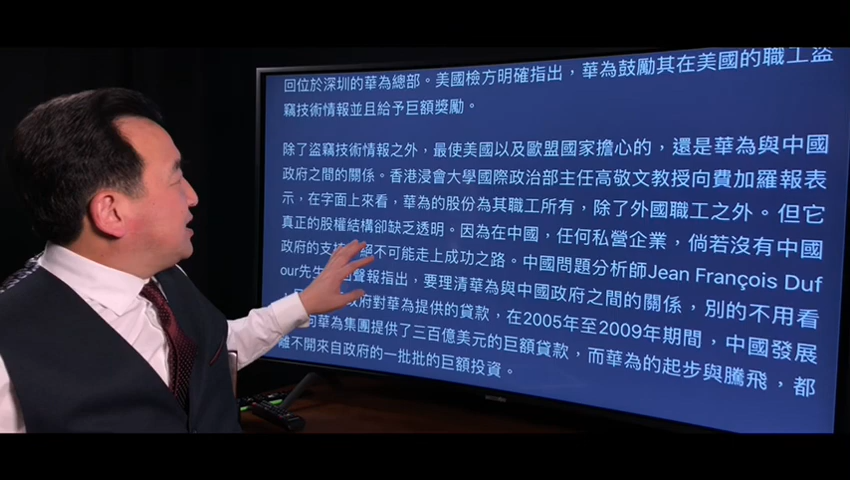 回位於深圳的華為總部。美國檢方明確指出，華為鼓勵其在美國的職工盜
竊技術情報並且給予巨額獎勵。
除了盜竊技術情報之外，最使美國以及歐盟國家擔心的，還是華為與中國
政府之間的關係。香港浸會大學國際政治部主任高敬文教授向費加羅報表
示，在字面上來看，華為的股份為其職工所有，除了外國職工之外。但它
真正的股權結構卻缺乏透明。因為在中國，任何私營企業，倘若沒有中國
政府的支 絕不可能走上成功之路。中國問題分析師Jean François Duf
our先生 聲報指出，要理清華為與中國政府之間的關係，別的不用看
政府對華為提供的貸款，在2005年至2009年期間，中國發展
向華為集團提供了三百億美元的巨額貸款，而華為的起步與騰飛，都
離不開來自政府的一批批的巨額投資。